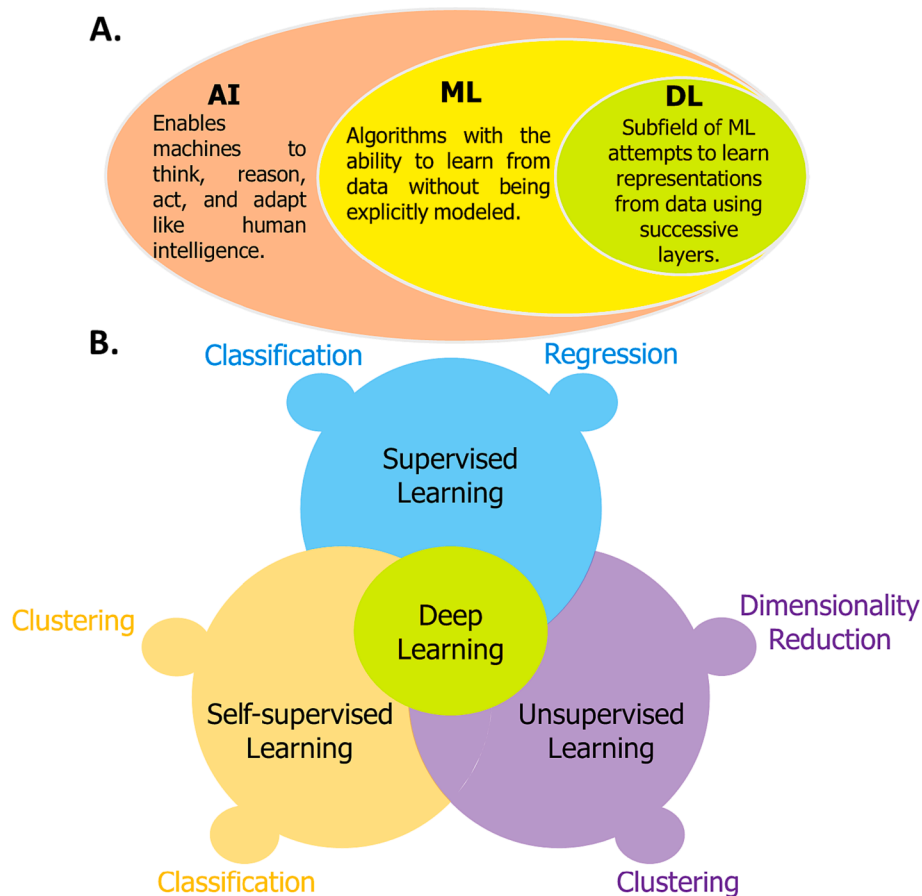 A.
AI
Enables
machines to
think, reason,
act, and adapt
like human
intelligence.
ML
Algorithms with the
ability to learn from
data without being
explicitly modeled.
DL
Subfield of ML
attempts to learn
representations
from data using
successive
layers.
B.
Classification
Regression
Supervised
Learning
Clustering
Deep
Learning
Dimensionality
Reduction
Self-supervised
Learning
Unsupervised
Learning
Classification
Clustering